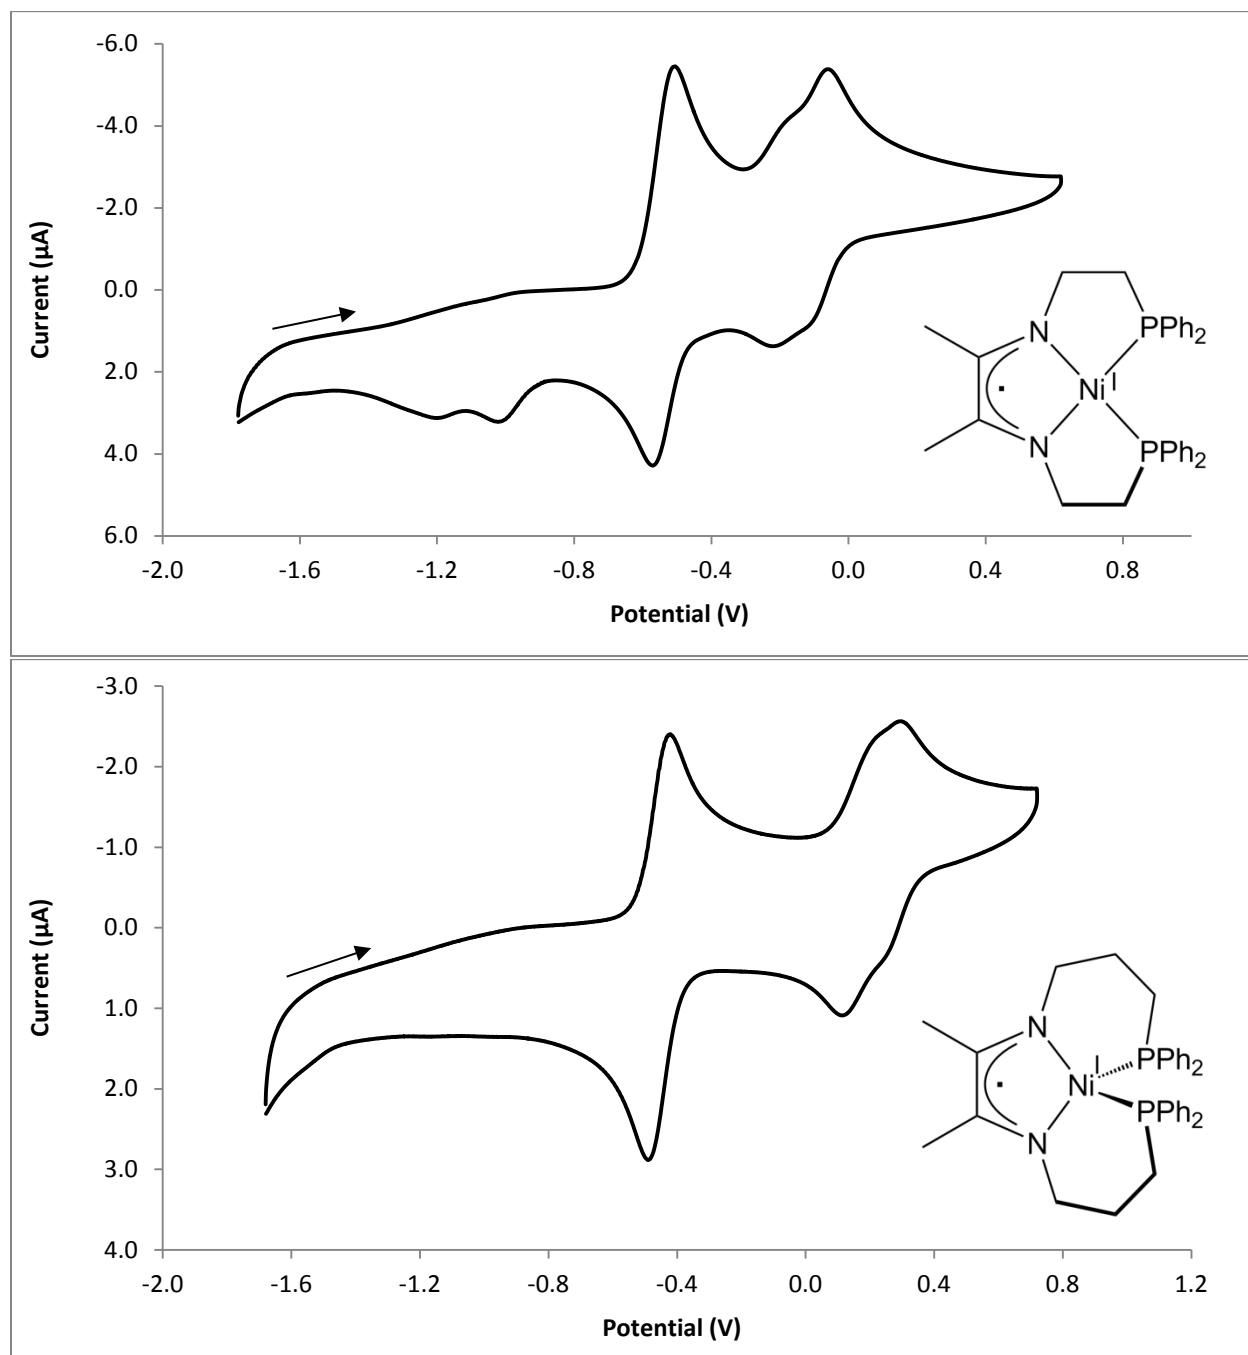 -6.0
-4.0
-2.0
0.0
2.0
4.0
6.0
Current (µA)
-2.0 -1.6 -1.2 -0.8 -0.4 0.0 0.4 0.8
Potential (V)
N
PPh2
Ni I
N
PPh2
-3.0
-2.0
-1.0
0.0
1.0
2.0
3.0
4.0
Current (µA)
-2.0 -1.6 -1.2 -0.8 -0.4 0.0 0.4 0.8 1.2
Potential (V)
N
PPh2
Ni I
PPh2
N